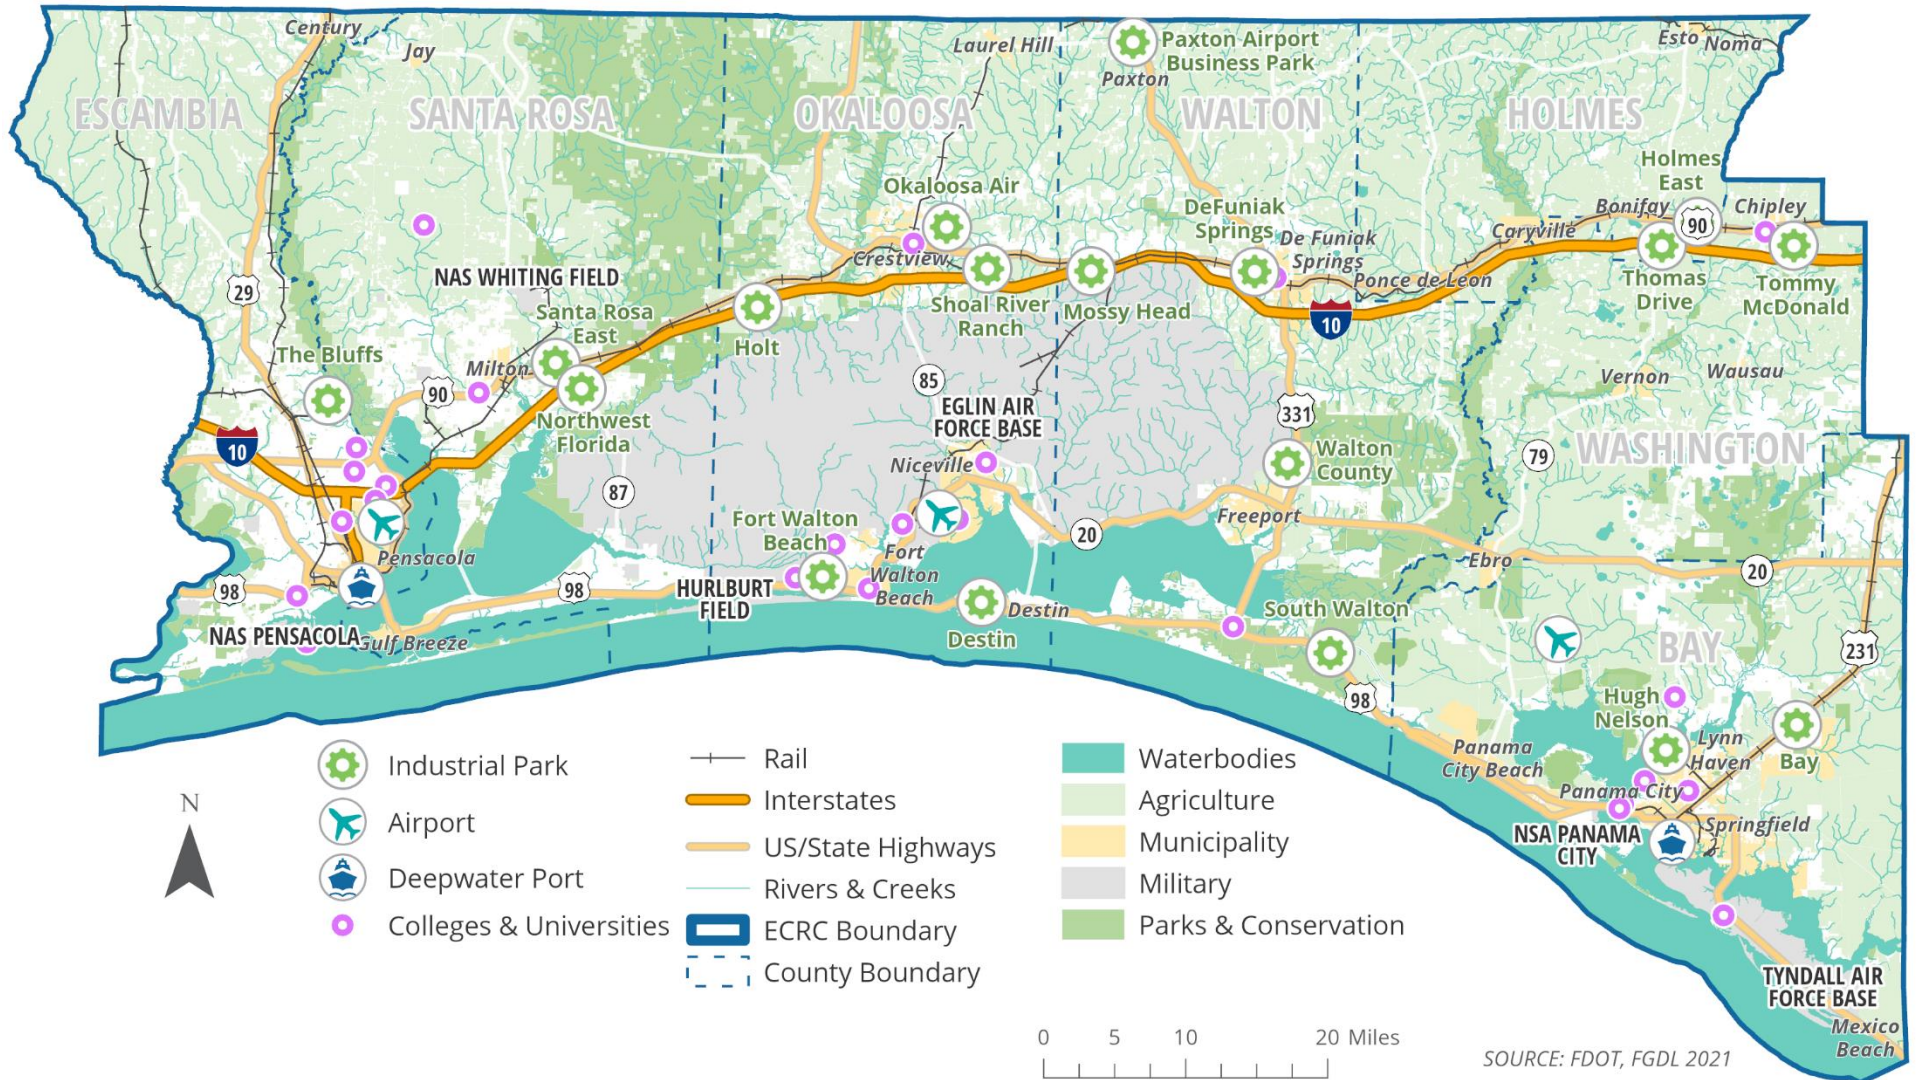 Century
Jay
Laurel Hill
Paxton Airport
Business Park
Paxton
Esto
Noma
ESCAMBIA
SANTA ROSA
OKALOOSA
WALTON
HOLMES
Holmes
East
Okaloosa Air
DeFuniak
Springs
Bonifay
90
Chipley
Caryville
De Funiak
Springs
Crestview
Ponce de Leon
NAS WHITING FIELD
29
Shoal River
Ranch
Mossy Head
Thomas
Drive
Tommy
McDonald
Santa Rosa
East
10
Holt
The Bluffs
Milton
90
85
Vernon
Wausau
EGLIN AIR
FORCE BASE
331
Northwest
Florida
10
WASHINGTON
Walton
County
79
Niceville
87
Freeport
Fort Walton
Beach
20
Pensacola
Fort
Walton
Beach
Ebro
20
98
98
HURLBURT
FIELD
Destin
Destin
South Walton
NAS PENSACOLA
Gulf Breeze
BAY
231
98
Hugh
Nelson
Lynn
Haven
Bay
Panama
City Beach
Panama City
Springfield
NSA PANAMA
CITY
TYNDALL AIR
FORCE BASE
Mexico
Beach
N
Industrial Park
Airport
Deepwater Port
Colleges & Universities
Rail
Interstates
US/State Highways
Rivers & Creeks
ECRC Boundary
County Boundary
Waterbodies
Agriculture
Municipality
Military
Parks & Conservation
0 5 10 20 Miles
SOURCE: FDOT, FGDL 2021